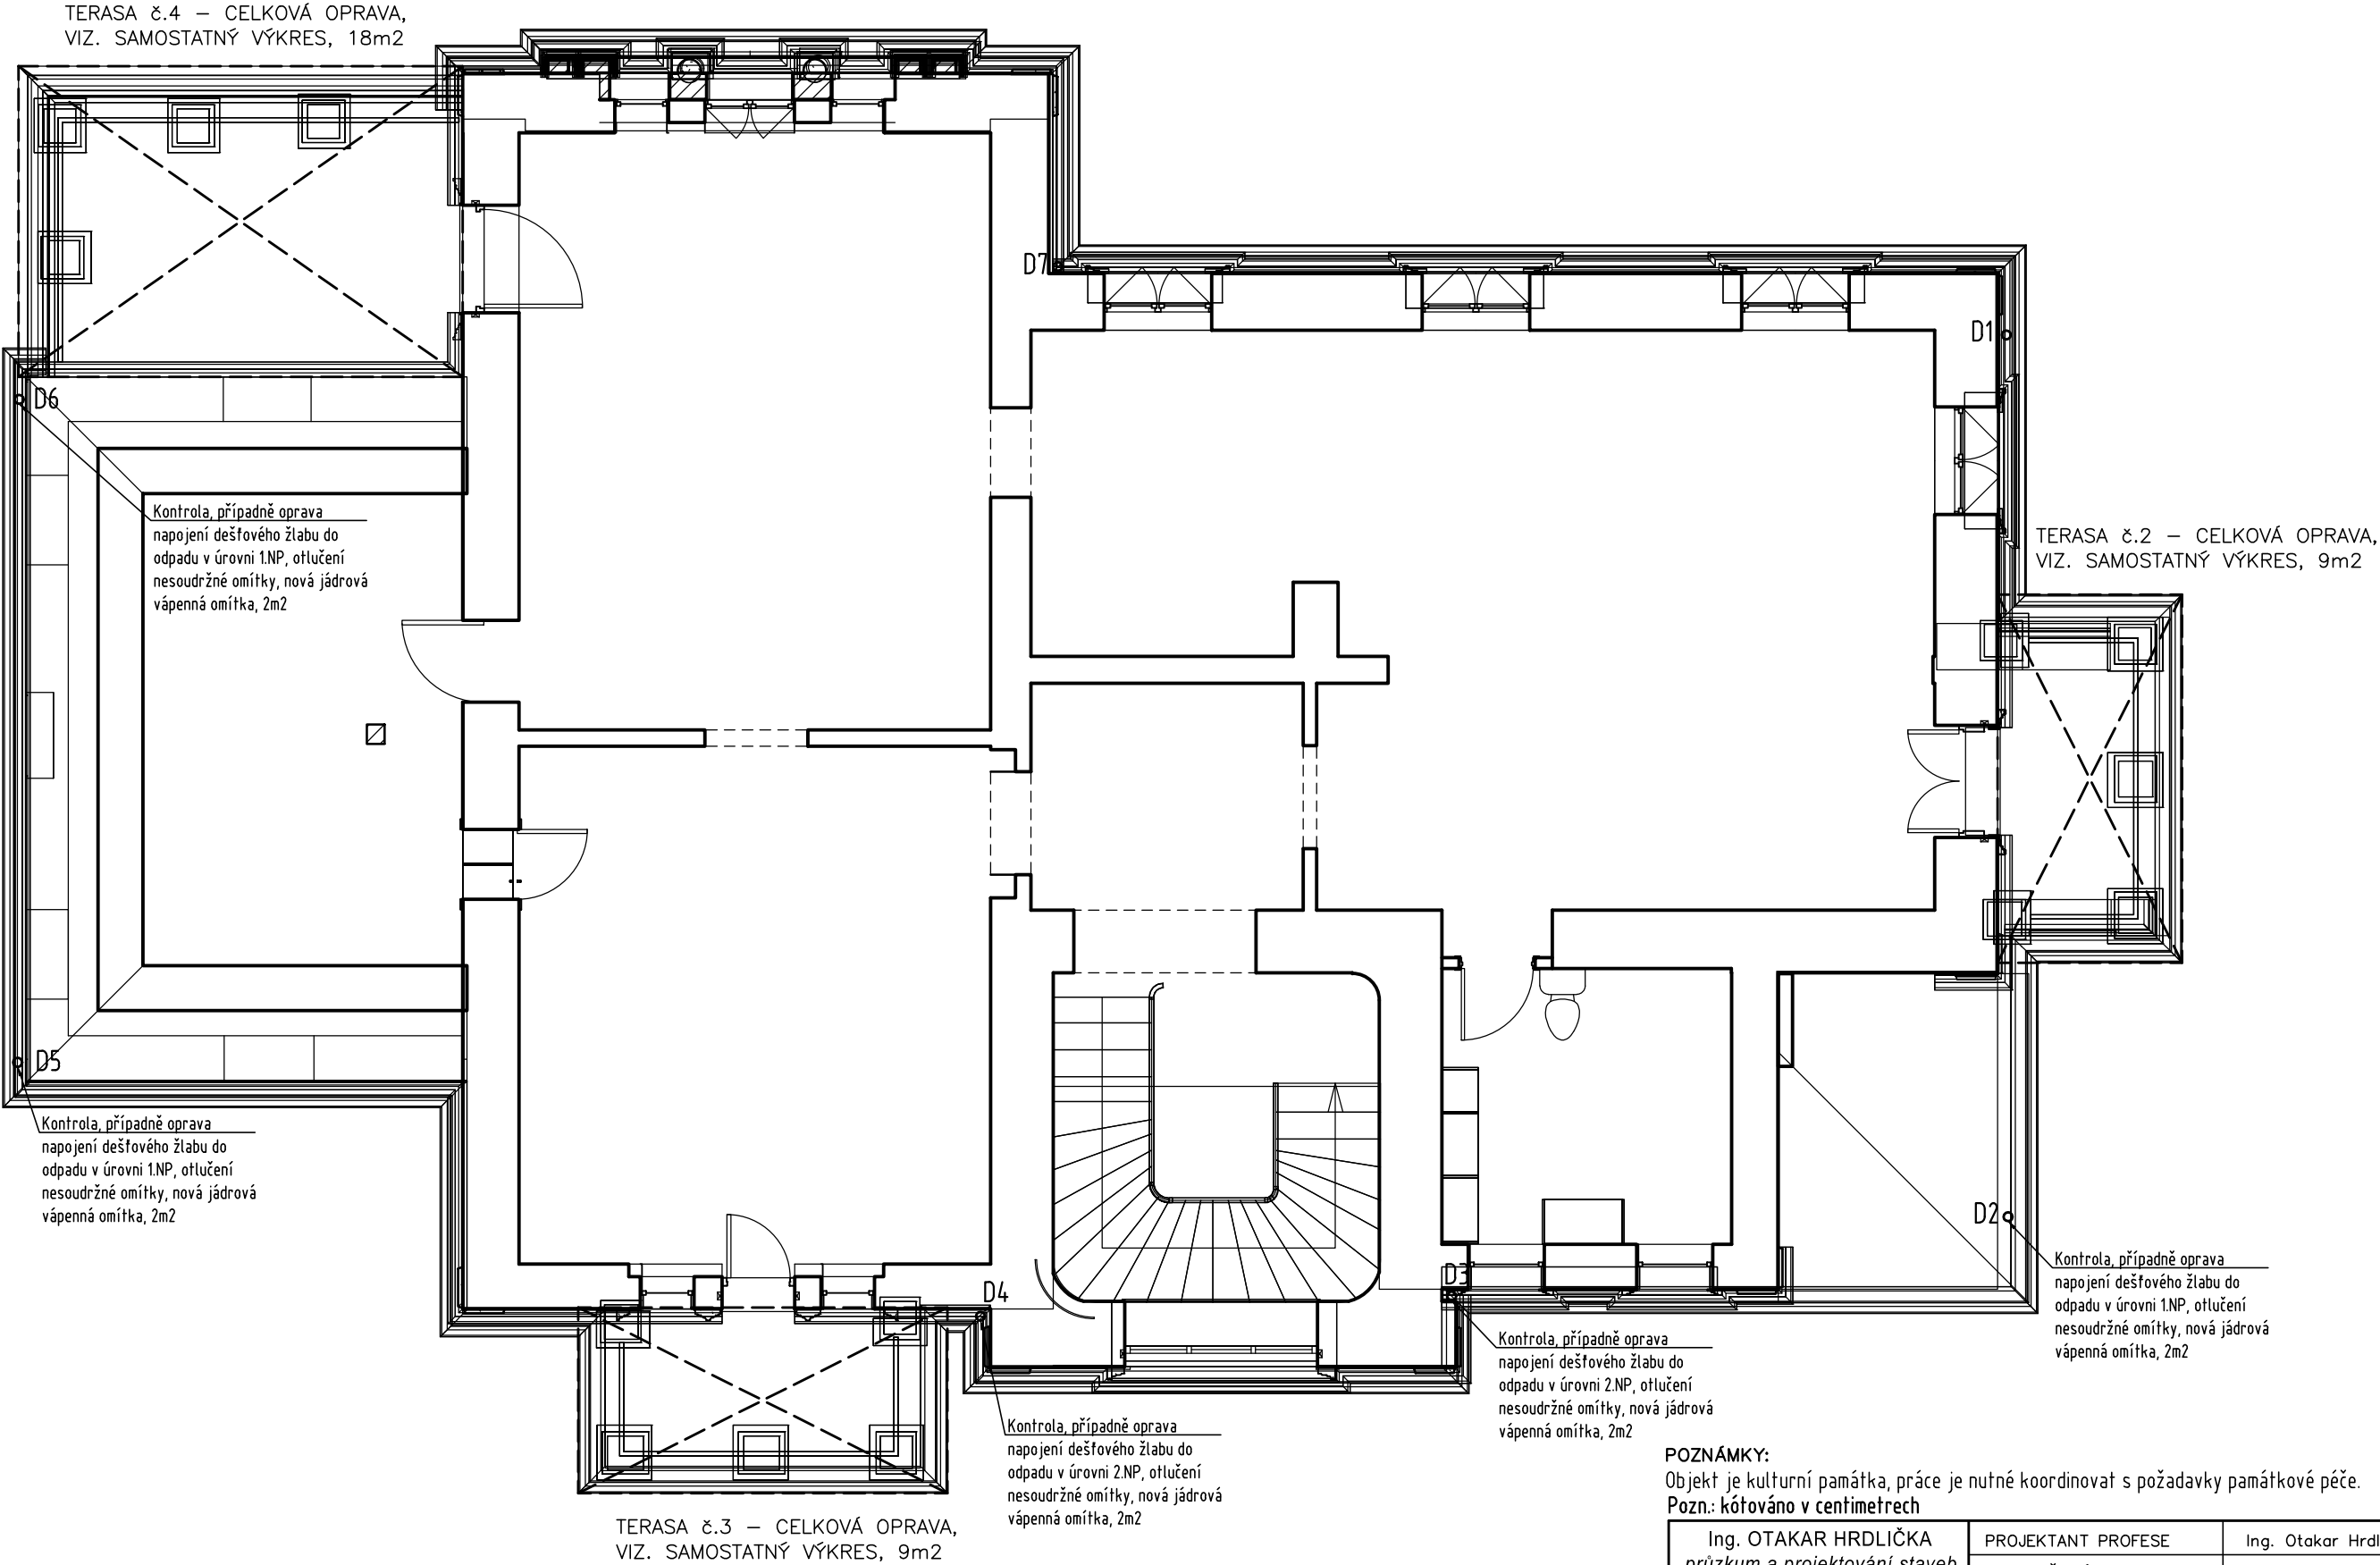 TERASA č.4 – CELKOVÁ OPRAVA,
VIZ. SAMOSTATNÝ VÝKRES, 18m2
D7
D1
D6
Kontrola, případně oprava
napojení dešťového žlabu do
odpadu v úrovni 1.NP, otlučení
nesoudržné omítky, nová jádrová
vápenná omítka, 2m2
TERASA č.2 – CELKOVÁ OPRAVA,
VIZ. SAMOSTATNÝ VÝKRES, 9m2
D5
Kontrola, případně oprava
napojení dešťového žlabu do
odpadu v úrovni 1.NP, otlučení
nesoudržné omítky, nová jádrová
vápenná omítka, 2m2
D2
Kontrola, případně oprava
napojení dešťového žlabu do
odpadu v úrovni 1.NP, otlučení
nesoudržné omítky, nová jádrová
vápenná omítka, 2m2
D3
Kontrola, případně oprava
napojení dešťového žlabu do
odpadu v úrovni 2.NP, otlučení
nesoudržné omítky, nová jádrová
vápenná omítka, 2m2
D4
Kontrola, případně oprava
napojení dešťového žlabu do
odpadu v úrovni 2.NP, otlučení
nesoudržné omítky, nová jádrová
vápenná omítka, 2m2
TERASA č.3 – CELKOVÁ OPRAVA,
VIZ. SAMOSTATNÝ VÝKRES, 9m2
POZNÁMKY:
Objekt je kulturní památka, práce je nutné koordinovat s požadavky památkové péče.
Pozn.: kótováno v centimetrech
Ing. OTAKAR HRDLIČKA
průzkum a projektování staveb
PROJEKTANT PROFESE
Ing. Otakar